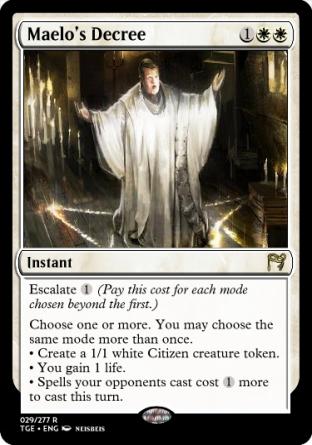 Maelo's Decree 1
Instant
Escalate 1 (Pay this cost for each mode
chosen beyond the first.)
Choose one or more. You may choose the
same mode more than once.
• Create a 1/1 white Citizen creature token.
• You gain 1 life.
• Spells your opponents cast cost 1 more
to cast this turn.
029/277 R
TGE • ENG NEISBEIS